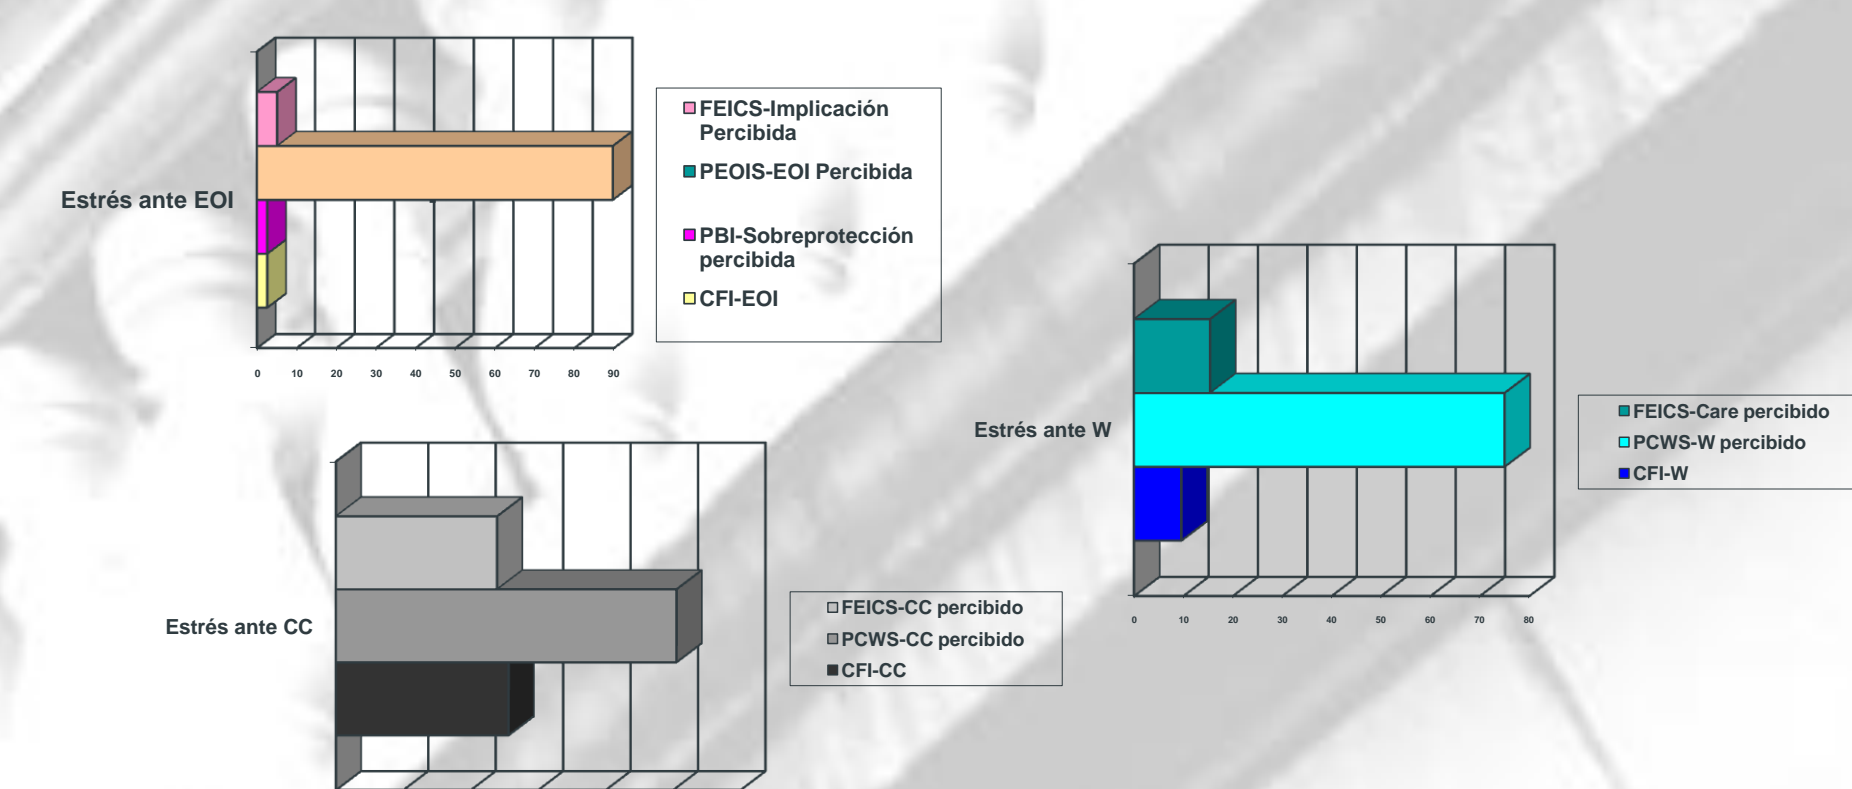 FEICS-Implicación
Percibida
PEOIS-EOI Percibida
PBI-Sobreprotección
percibida
CFI-EOI
Estrés ante EOI
0 10 20 30 40 50 60 70 80 90
Estrés ante W
FEICS-Care percibido
PCWS-W percibido
CFI-W
0 10 20 30 40 50 60 70 80
Estrés ante CC
FEICS-CC percibido
PCWS-CC percibido
CFI-CC